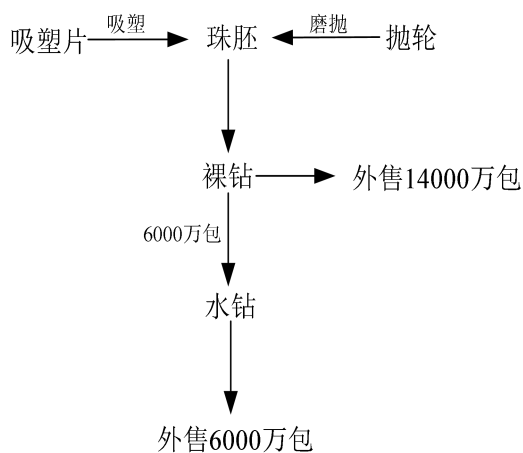 吸塑片 吸塑 珠胚 磨抛 抛轮
裸钻 外售14000万包
6000万包
水钻
外售6000万包